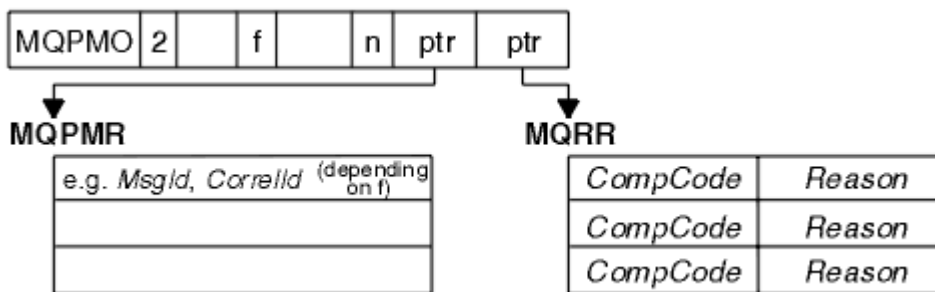 MQPMO 2 f n ptr ptr
MQPMR MQRR
e.g. MsgId, CorrelId (depending on f) CompCode Reason
CompCode Reason
CompCode Reason